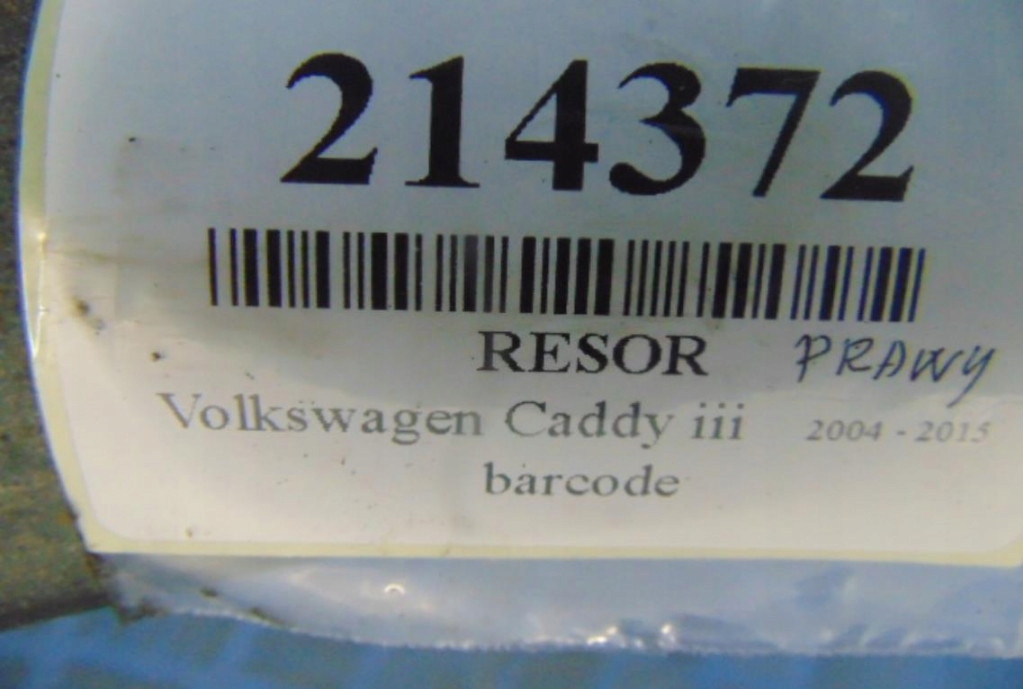 214372
RESOR PRAWY
Volkswagen Caddy iii 2004 - 2015
barcode